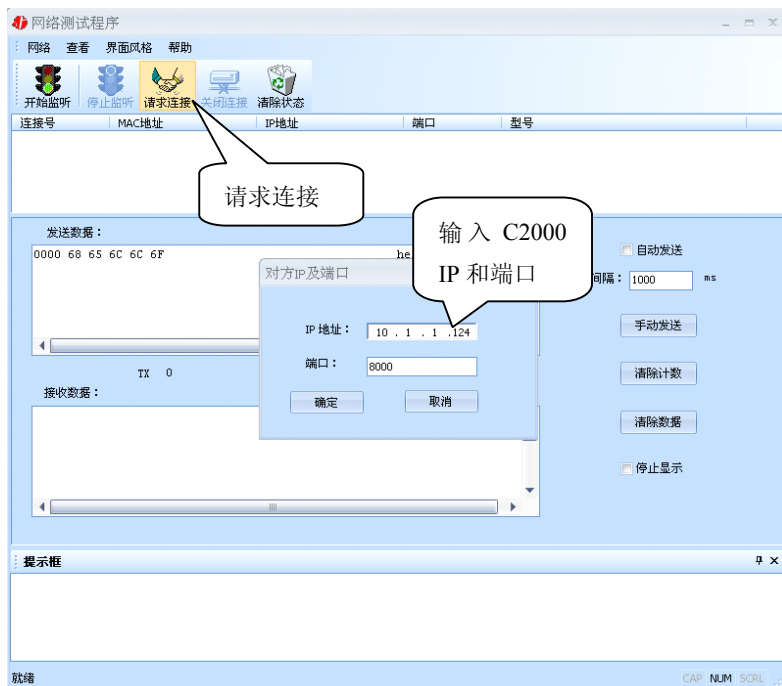 网络测试程序
网络 查看 界面风格 帮助
开始监听 停止监听 请求连接 关闭连接 清除状态
连接号 MAC地址 IP地址 端口 型号
请求连接
输入 C2000
IP 和端口
发送数据：
0000 68 65 6C 6C 6F he
自动发送
间隔： 1000 ms
对方IP及端口
IP 地址： 10 . 1 . 1 .124
手动发送
端口： 8000
TX 0
清除计数
接收数据：
确定 取消
清除数据
停止显示
提示框
就绪
CAP NUM SCRL